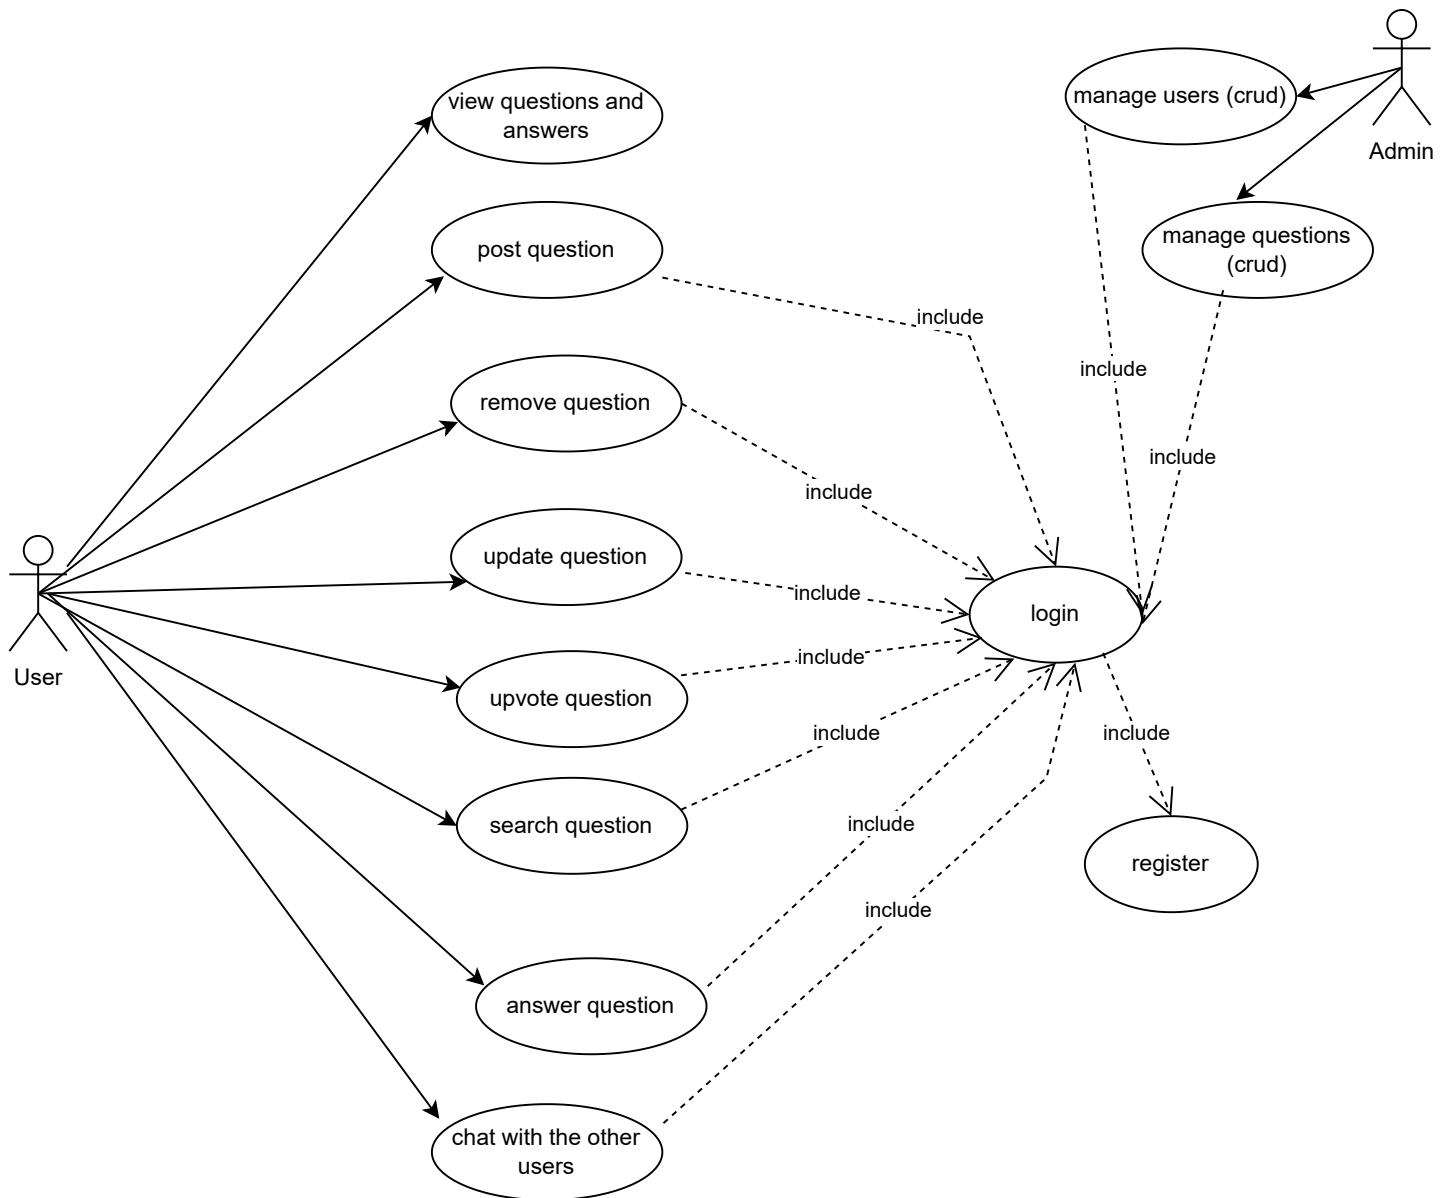 view questions and
answers
manage users (crud)
Admin
post question
manage questions
(crud)
include
include
remove question
include
include
update question
include
login
include
User
upvote question
include
include
search question
include
register
include
answer question
chat with the other
users